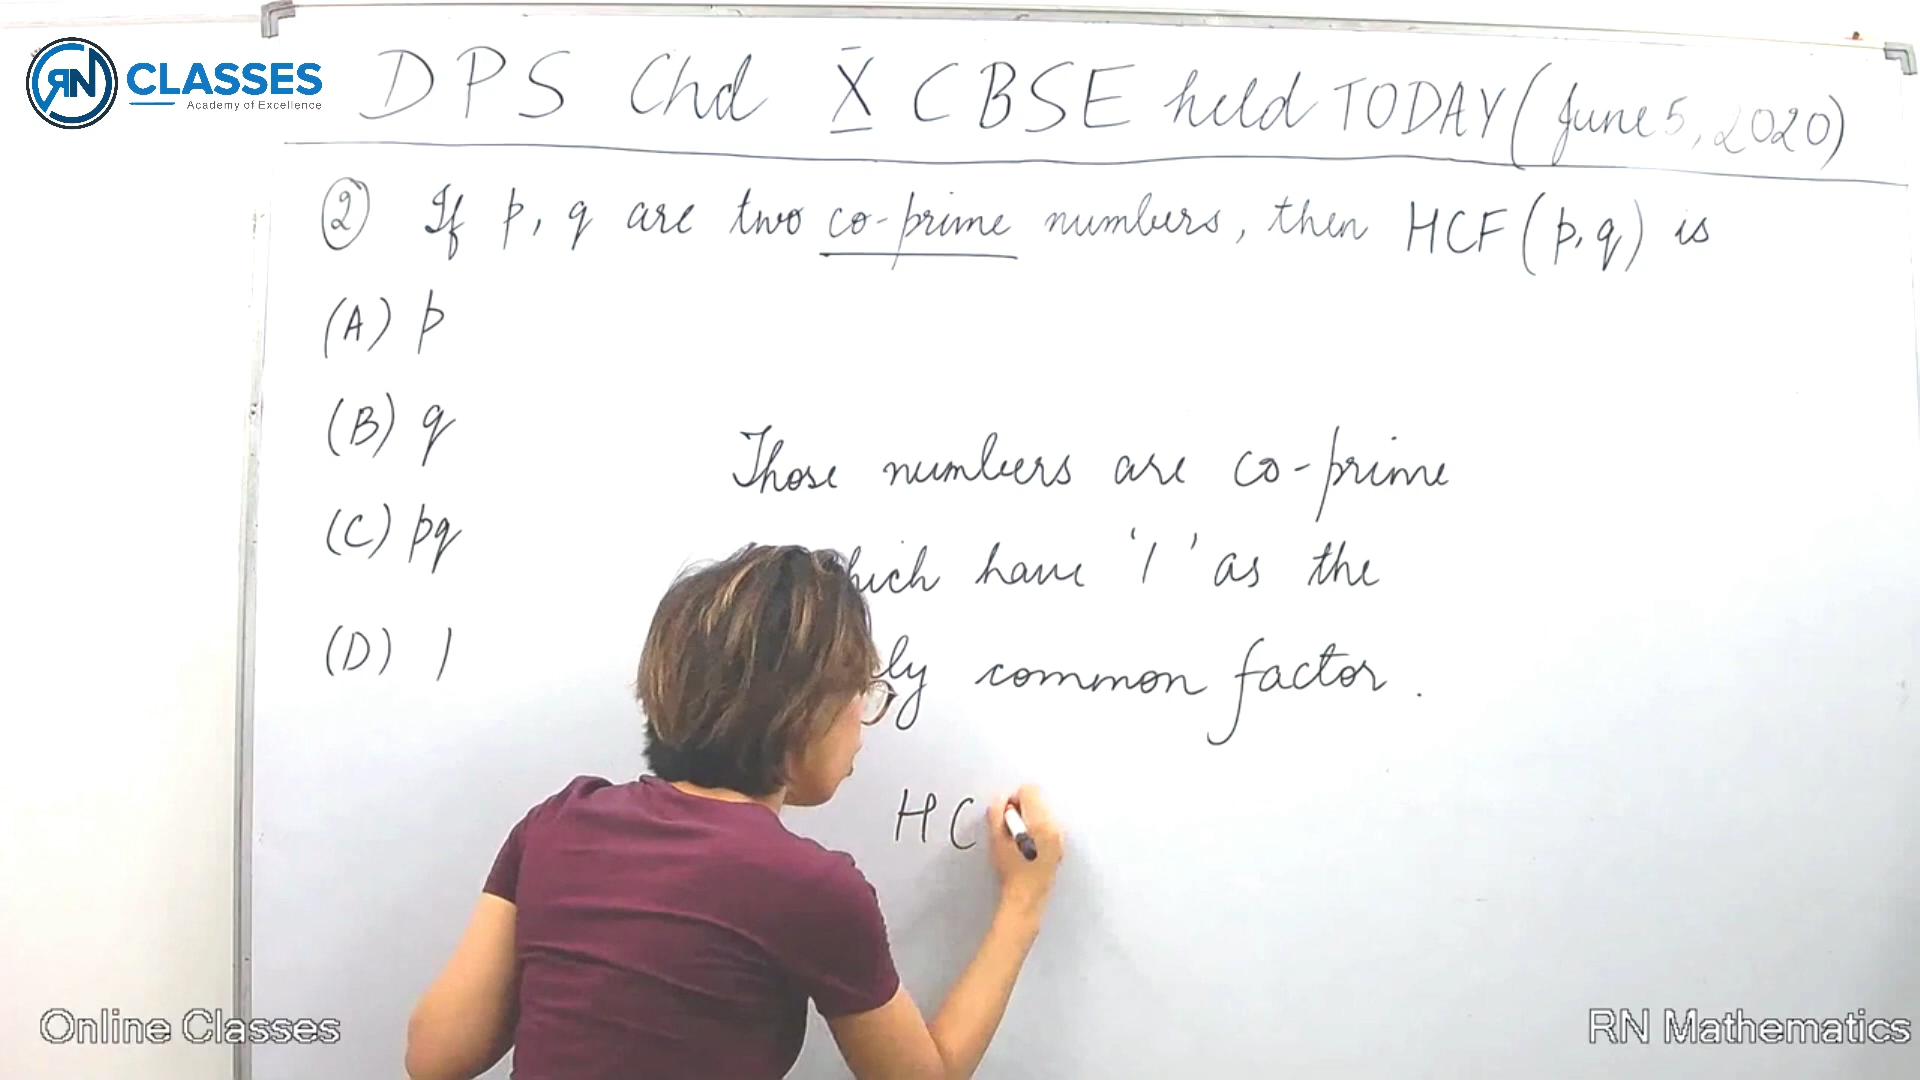 RN CLASSES
Academy of Excellence
DPS Chd X CBSE held TODAY (June 5, 2020)
② If p, q are two co-prime numbers, then HCF (p, q) is
(A) p
(B) q
(C) pq
(D) 1
Those numbers are co-prime
hich have '1' as the
ly common factor.
HC
Online Classes
RN Mathematics